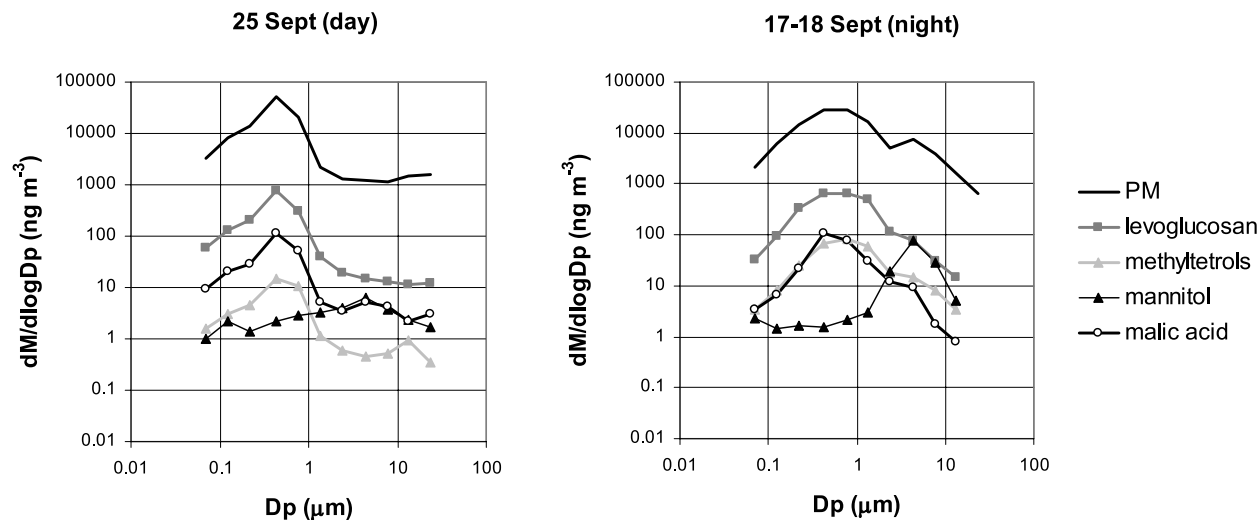 25 Sept (day)
17-18 Sept (night)
dM/dlogDp (ng m-3)
100000
10000
1000
100
10
1
0.1
0.01
0.01 0.1 1 10 100
Dp (μm)
dM/dlogDp (ng m-3)
100000
10000
1000
100
10
1
0.1
0.01
0.01 0.1 1 10 100
Dp (μm)
PM
levoglucosan
methyltetrols
mannitol
malic acid